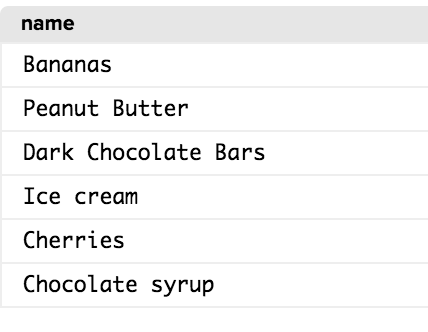 name
Bananas
Peanut Butter
Dark Chocolate Bars
Ice cream
Cherries
Chocolate syrup